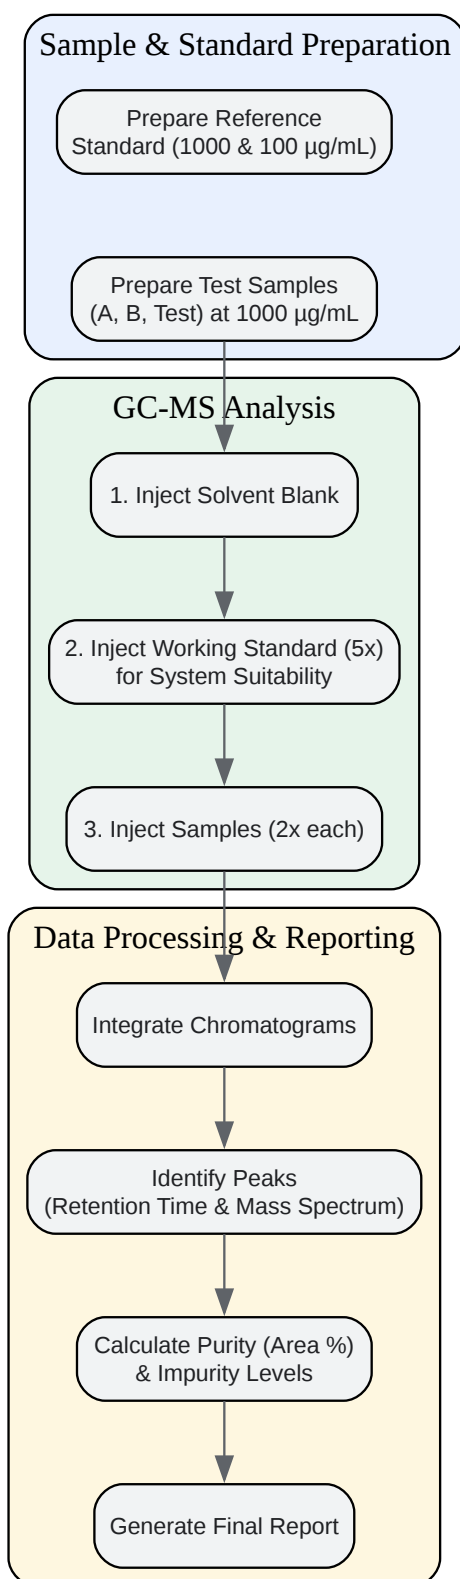 Sample & Standard Preparation
Prepare Reference
Standard (1000 & 100 µg/mL)
Prepare Test Samples
(A, B, Test) at 1000 µg/mL
GC-MS Analysis
1. Inject Solvent Blank
2. Inject Working Standard (5x)
for System Suitability
3. Inject Samples (2x each)
Data Processing & Reporting
Integrate Chromatograms
Identify Peaks
(Retention Time & Mass Spectrum)
Calculate Purity (Area %)
& Impurity Levels
Generate Final Report